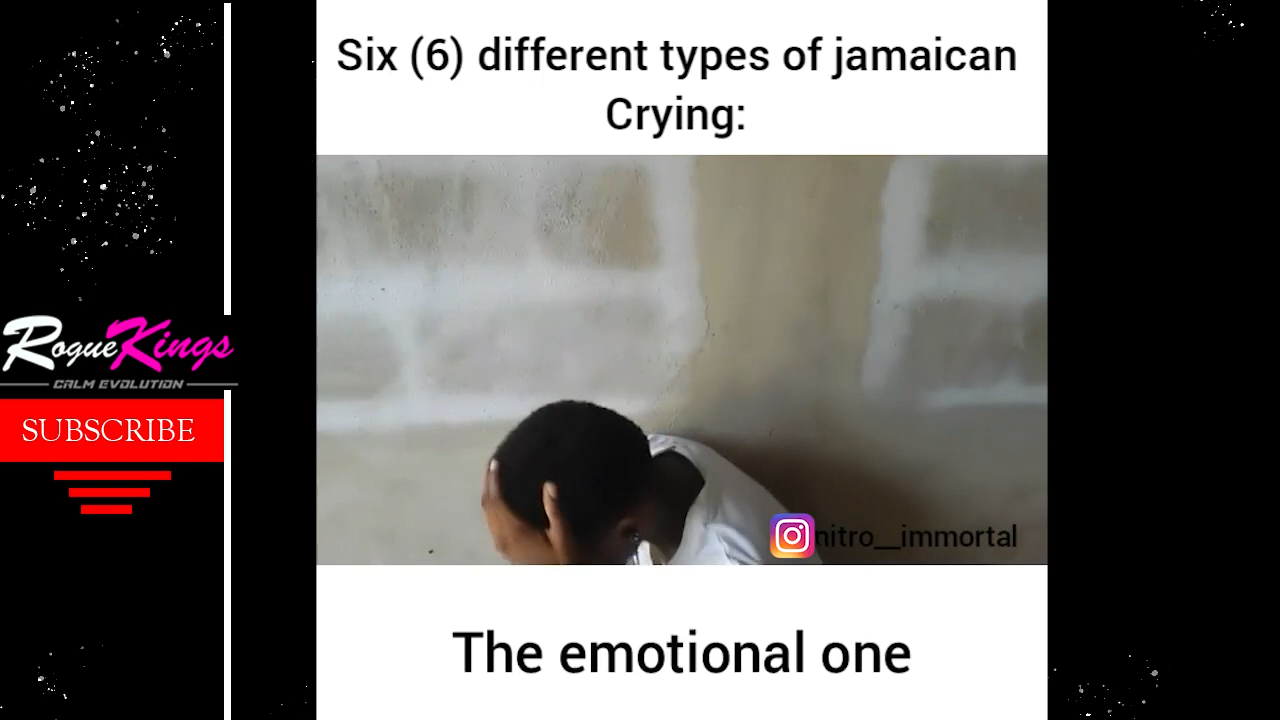 Six (6) different types of jamaican
Crying:
RogueKings
CALM EVOLUTION
SUBSCRIBE
nitro__immortal
The emotional one